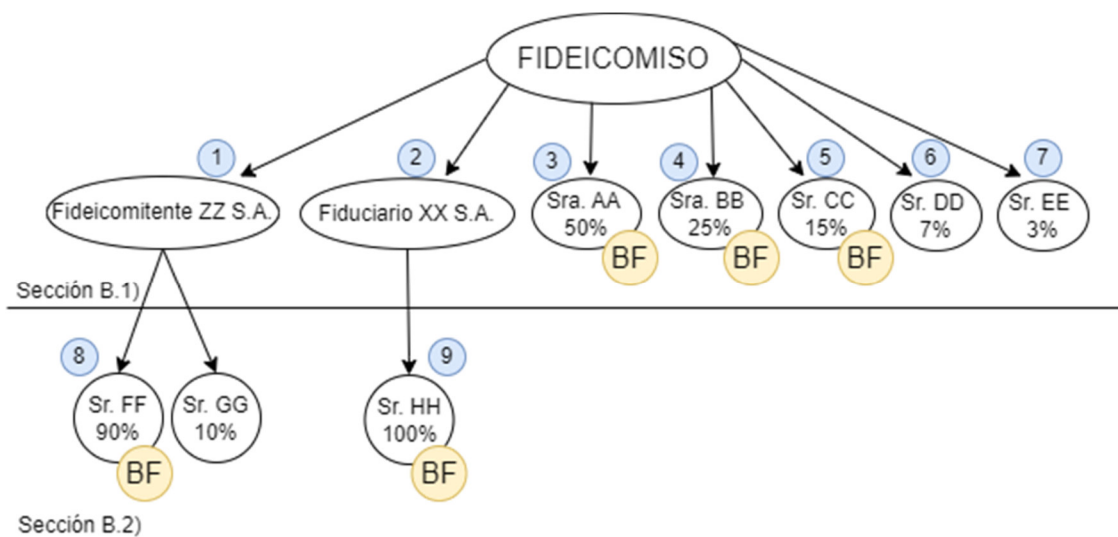 FIDEICOMISO
1
2
3
4
5
6
7
Fideicomitente ZZ S.A.
Fiduciario XX S.A.
Sra. AA
50%
BF
Sra. BB
25%
BF
Sr. CC
15%
BF
Sr. DD
7%
Sr. EE
3%
Sección B.1)
8
9
Sr. FF
90%
BF
Sr. GG
10%
Sr. HH
100%
BF
Sección B.2)